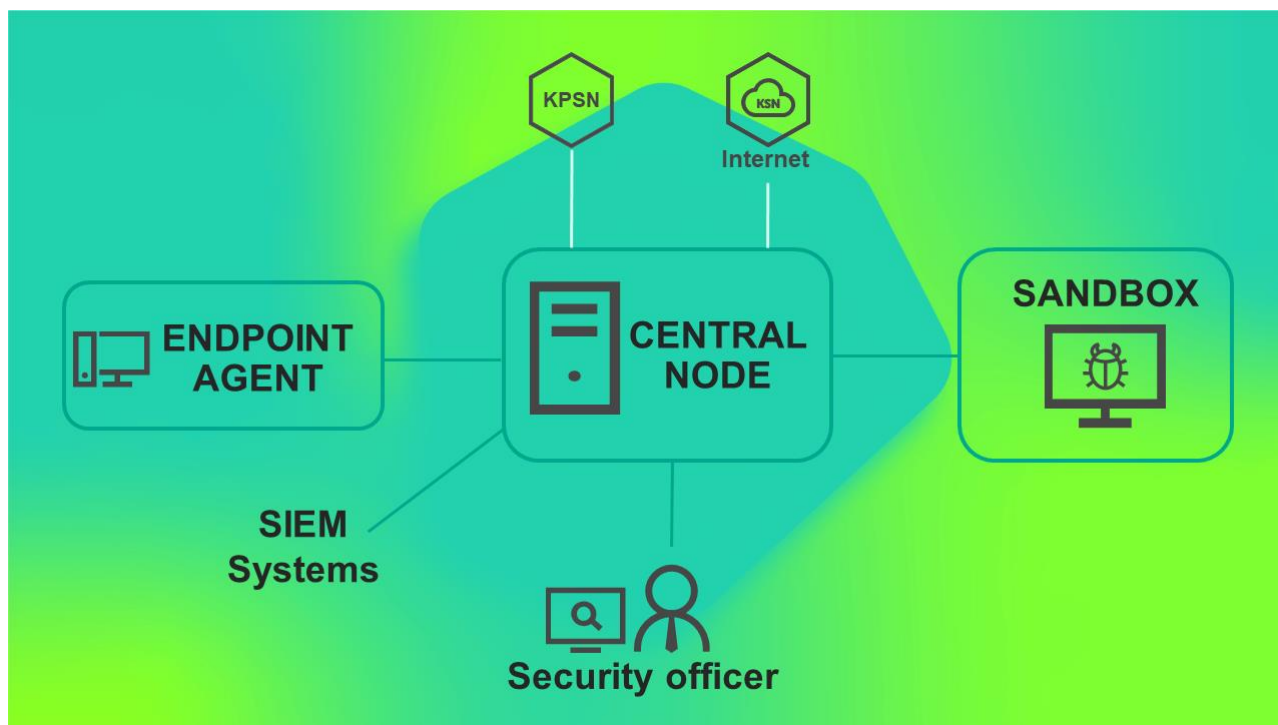 KPSN
KSN
Internet
ENDPOINT
AGENT
CENTRAL
NODE
SANDBOX
SIEM
Systems
Security officer